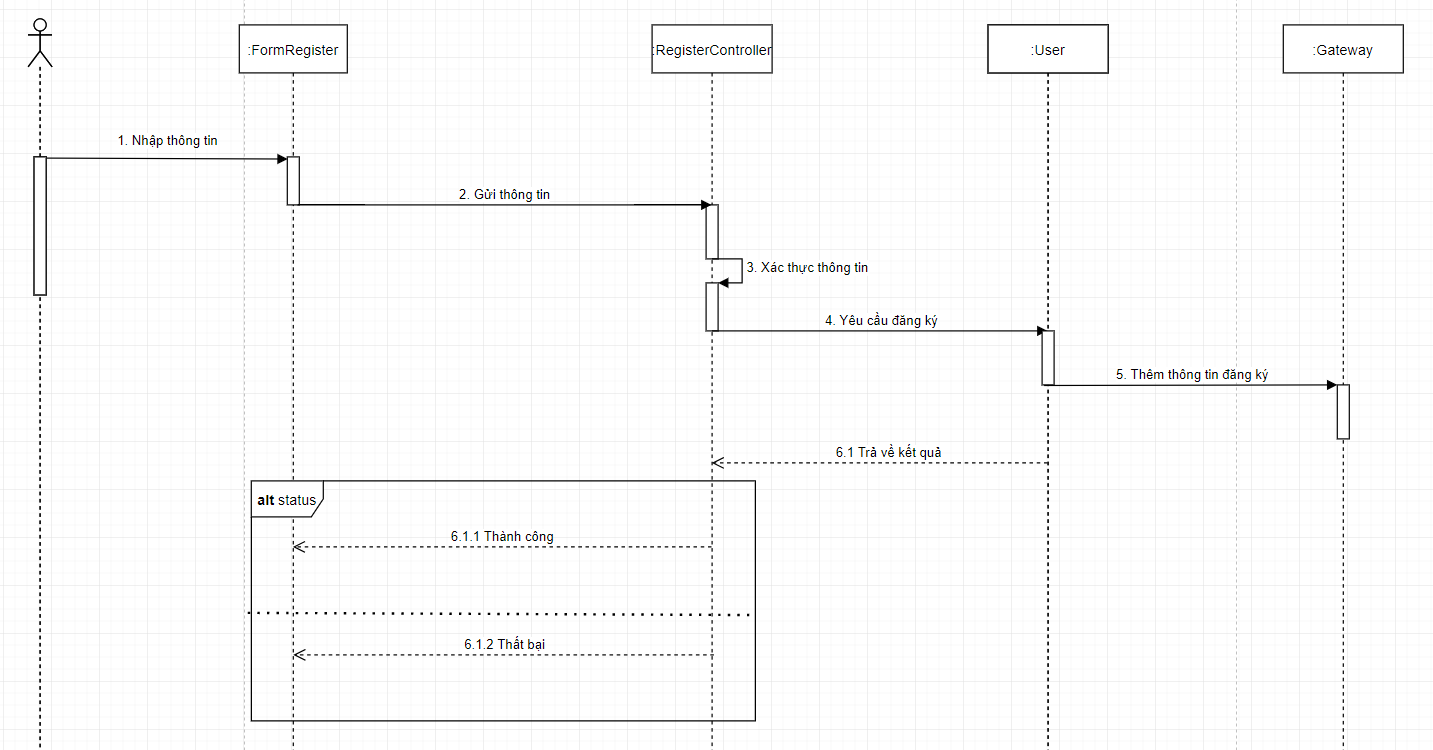 :FormRegister
:RegisterController
:User
:Gateway
1. Nhập thông tin
2. Gửi thông tin
3. Xác thực thông tin
4. Yêu cầu đăng ký
5. Thêm thông tin đăng ký
6.1 Trả về kết quả
alt status
6.1.1 Thành công
6.1.2 Thất bại